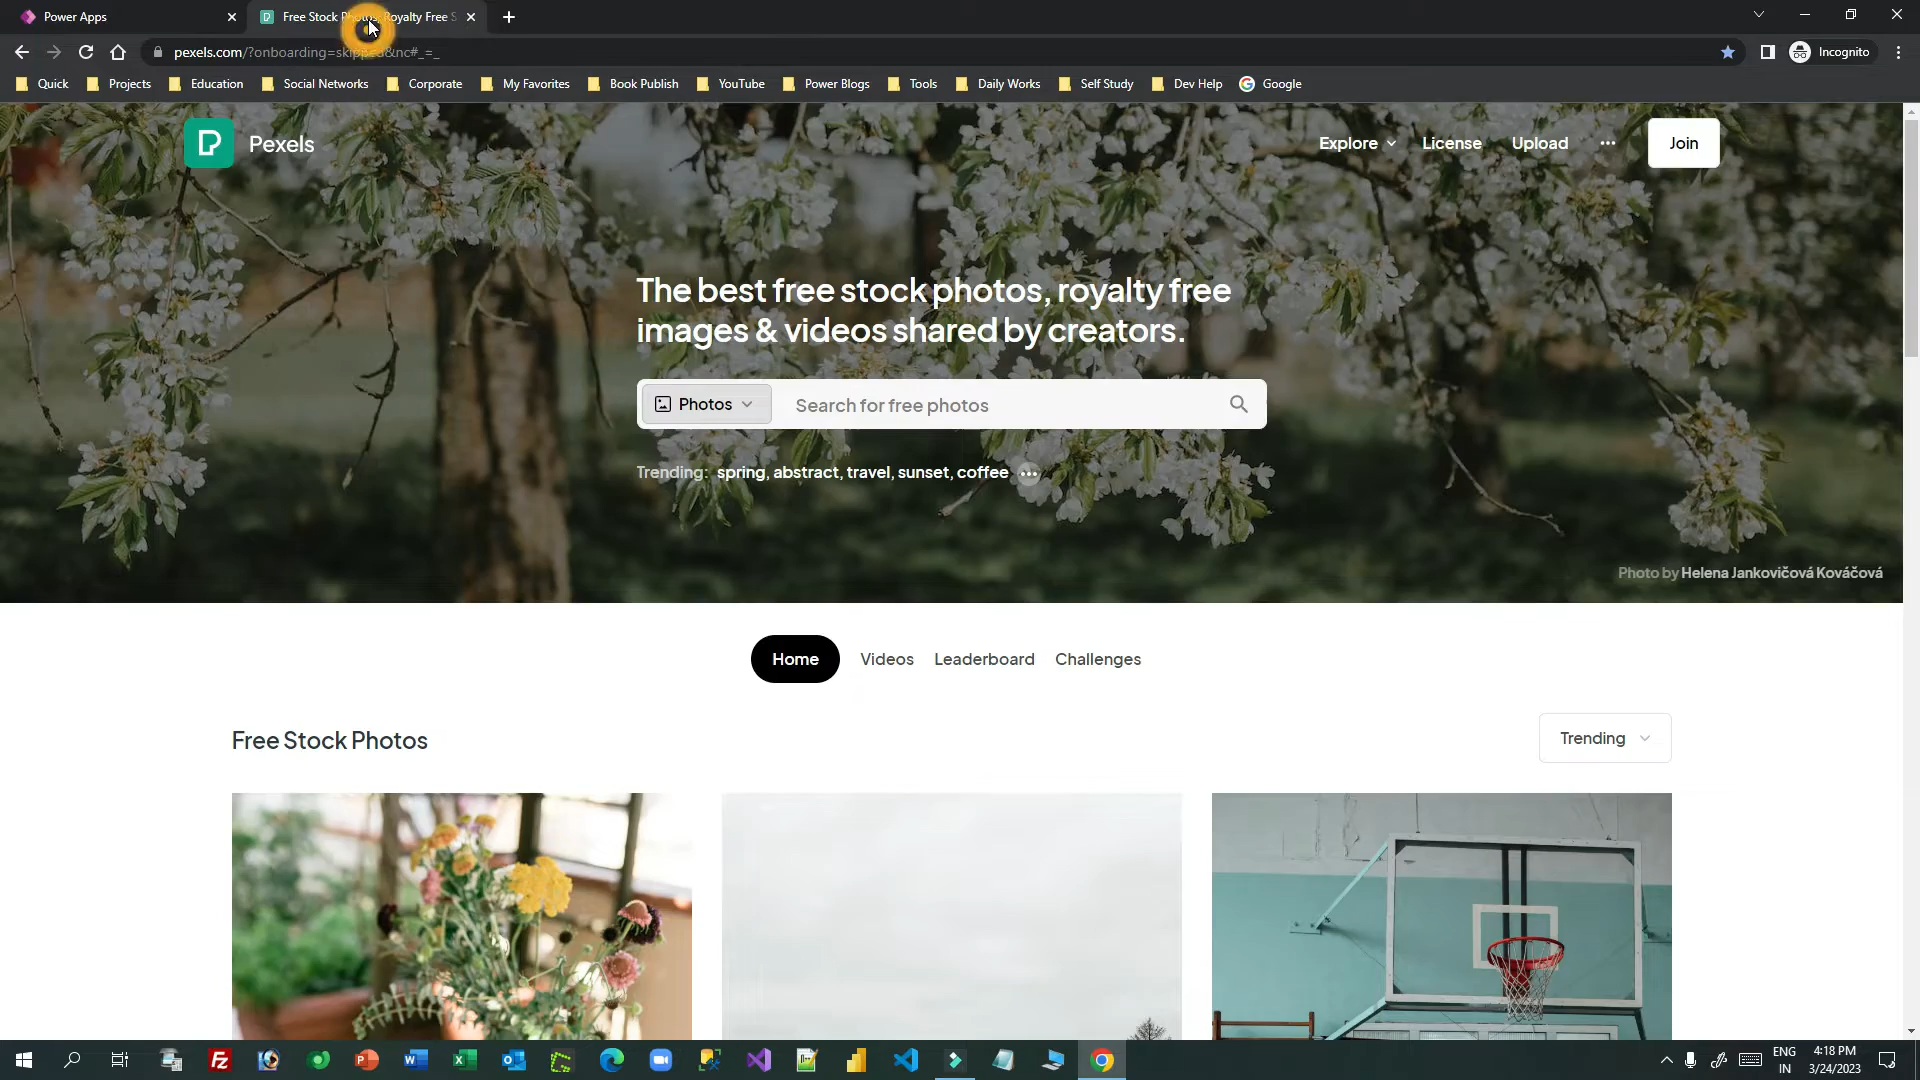 Power Apps
Free Stock Photos, Royalty Free S
pexels.com/?onboarding=skipped&nc#_=_
Incognito
Quick
Projects
Education
Social Networks
Corporate
My Favorites
Book Publish
YouTube
Power Blogs
Tools
Daily Works
Self Study
Dev Help
Google
Pexels
Explore
License
Upload
Join
The best free stock photos, royalty free
images & videos shared by creators.
Photos
Search for free photos
Trending: spring, abstract, travel, sunset, coffee
Photo by Helena Jankovičová Kováčová
Home
Videos
Leaderboard
Challenges
Free Stock Photos
Trending
ENG
IN
4:18 PM
3/24/2023